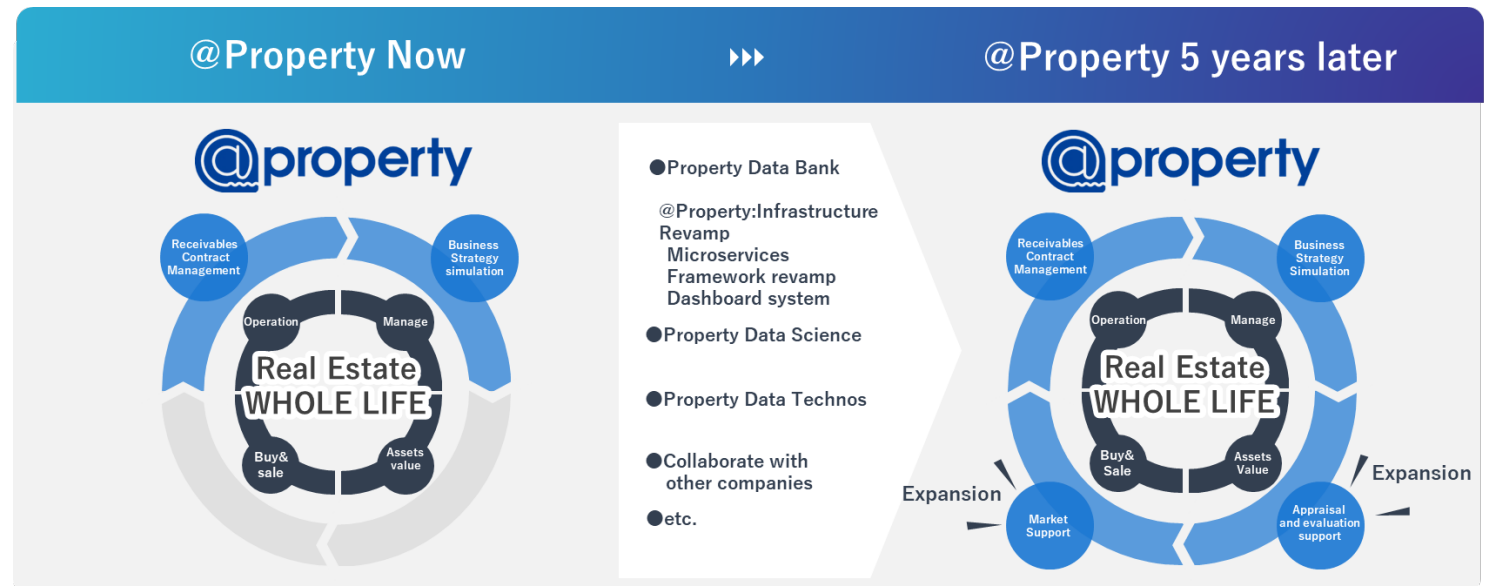 @Property Now
@Property 5 years later
@property
Receivables
Contract
Management
Business
Strategy
simulation
Operation
Manage
Real Estate
WHOLE LIFE
Buy&
sale
Assets
value
●Property Data Bank
@Property:Infrastructure
Revamp
Microservices
Framework revamp
Dashboard system
●Property Data Science
●Property Data Technos
●Collaborate with
other companies
●etc.
@property
Receivables
Contract
Management
Business
Strategy
Simulation
Operation
Manage
Real Estate
WHOLE LIFE
Buy&
Sale
Assets
Value
Expansion
Expansion
Market
Support
Appraisal
and evaluation
support